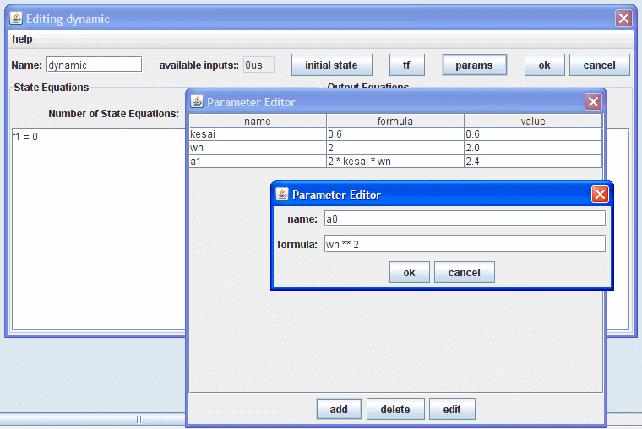 Editing dynamic
help
Name: dynamic available inputs:: 0us initial state tf params ok cancel
State Equations Output Equations
Number of State Equations:
f1 = 0
Parameter Editor
name formula value
kesai 0.6 0.6
wn 2 2.0
a1 2 * kesai * wn 2.4
Parameter Editor
name: a0
formula: wn ** 2
ok cancel
add delete edit